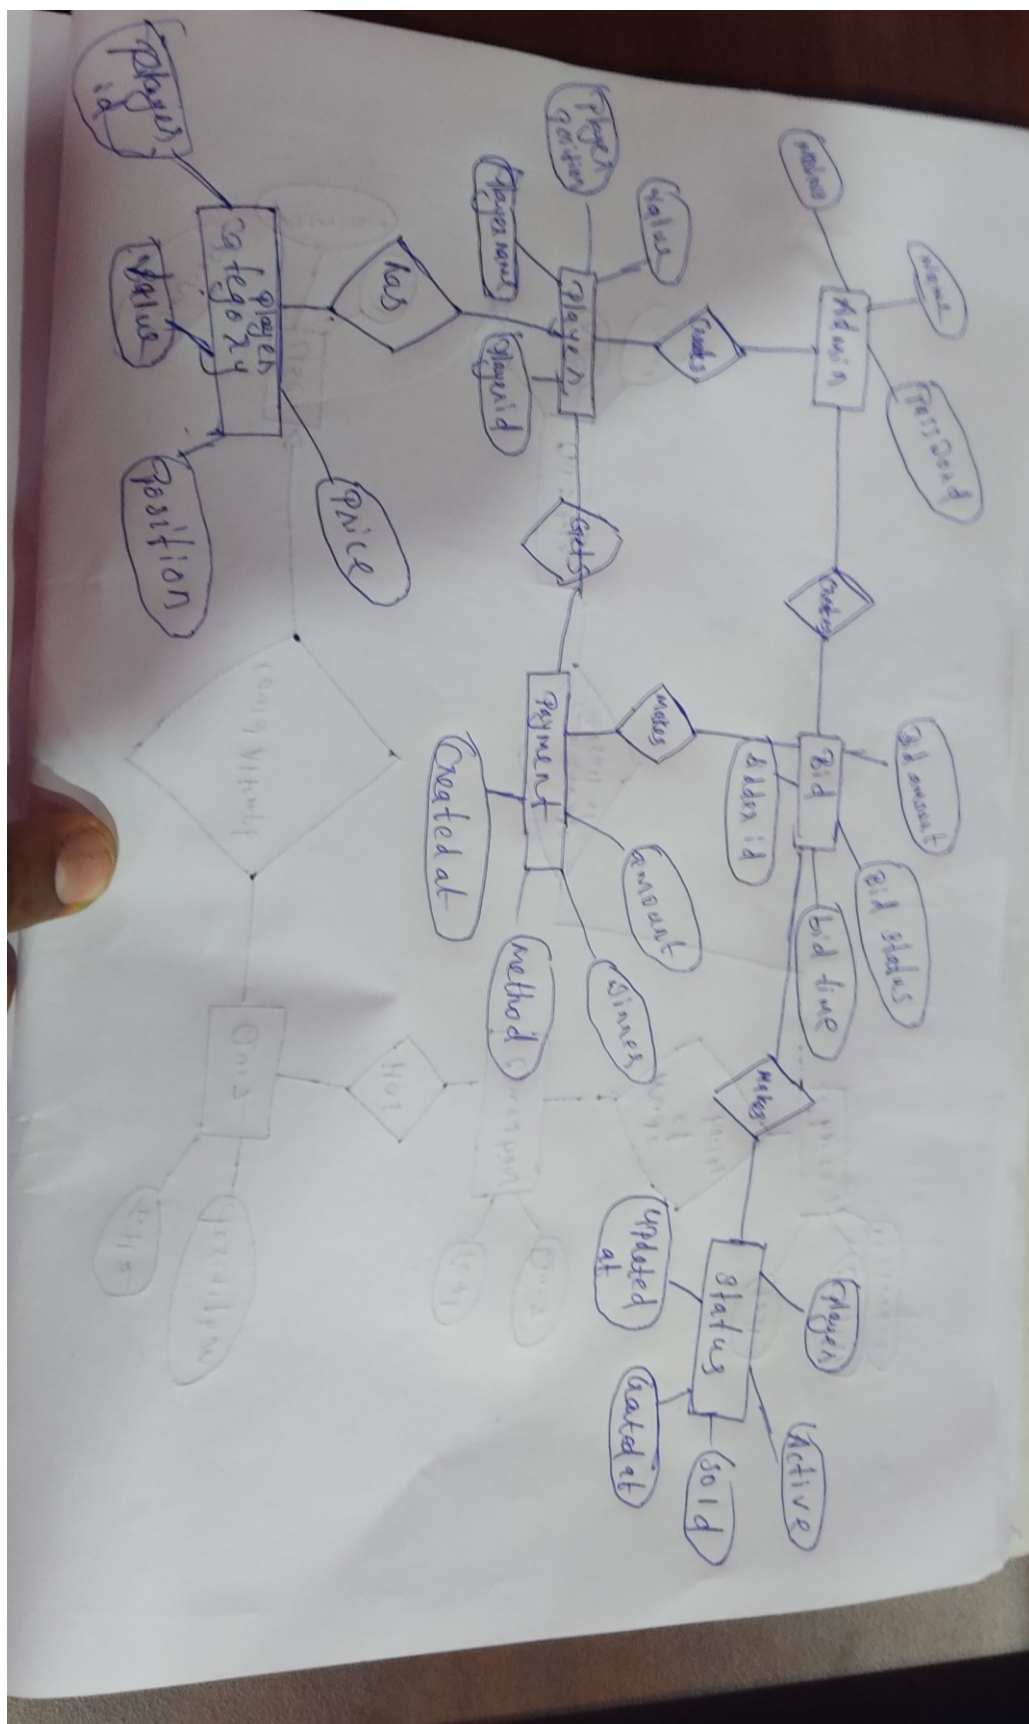 Name
Password
Admin
Bid amount
Bid status
bid time
Bid
Bidder id
Player
Active
Status
Updated
at
Created at
Sold
Creates
Creates
Makes
Makes
Value
Player
position
Player name
Player id
Player
Gets
Payment
amount
Winner
method
Created at
has
Player
Category
Player
id
Value
Position
Price